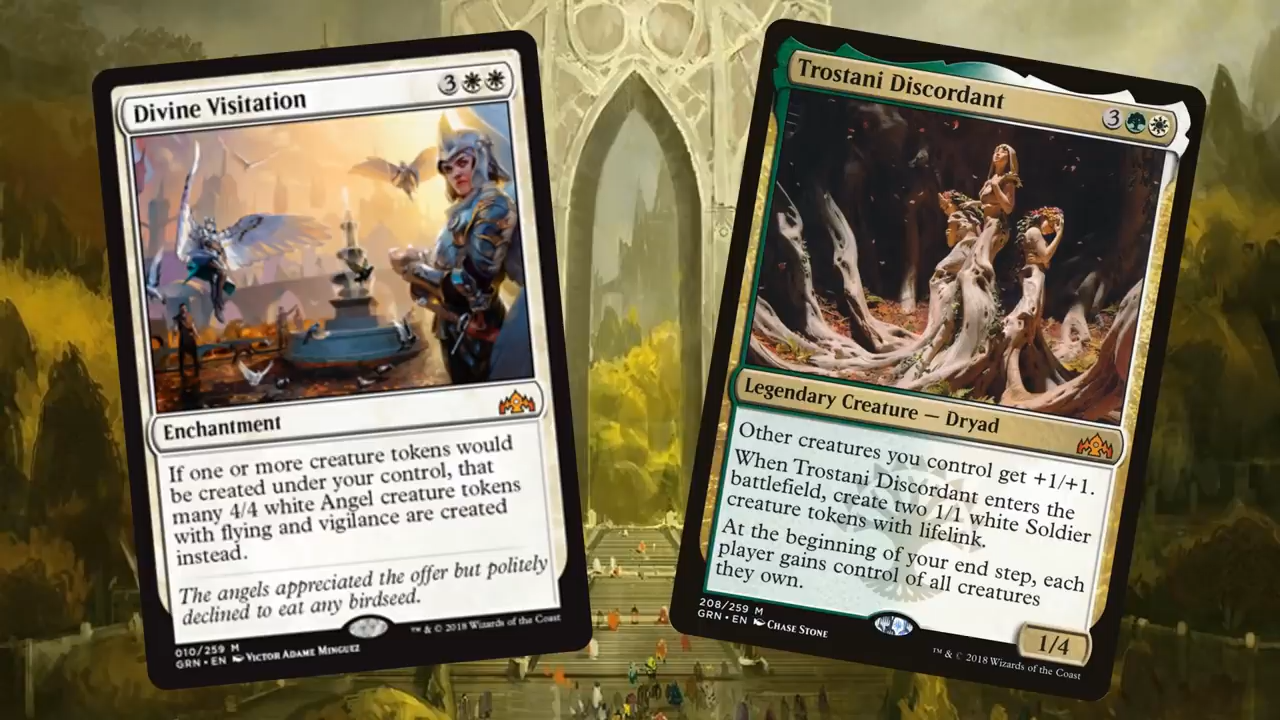 Divine Visitation
3
Enchantment
If one or more creature tokens would
be created under your control, that
many 4/4 white Angel creature tokens
with flying and vigilance are created
instead.
The angels appreciated the offer but politely
declined to eat any birdseed.
010/259 M
GRN • EN Victor Adame Minguez
™ & © 2018 Wizards of the Coast
Trostani Discordant
3
Legendary Creature — Dryad
Other creatures you control get +1/+1.
When Trostani Discordant enters the
battlefield, create two 1/1 white Soldier
creature tokens with lifelink.
At the beginning of your end step, each
player gains control of all creatures
they own.
1/4
208/259 M
GRN • EN Chase Stone
™ & © 2018 Wizards of the Coast